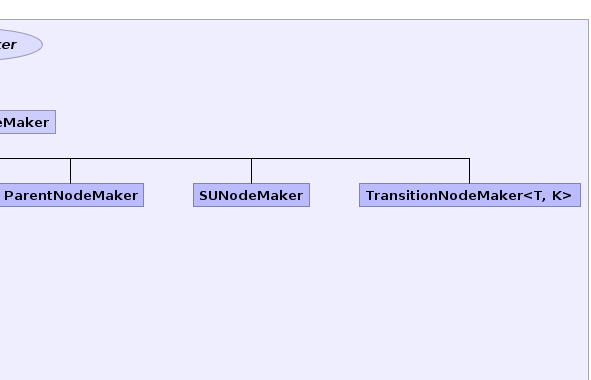 ker
eMaker
ParentNodeMaker
SUNodeMaker
TransitionNodeMaker<T, K>